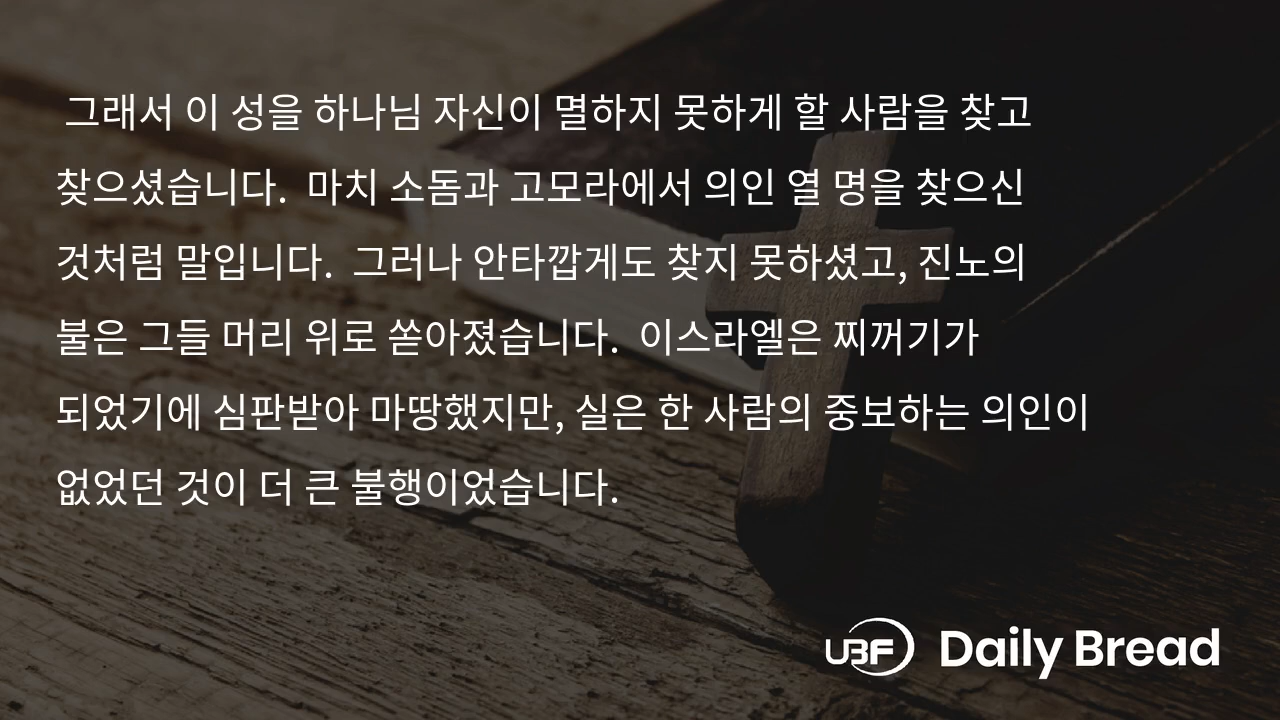 그래서 이 성을 하나님 자신이 멸하지 못하게 할 사람을 찾고
찾으셨습니다. 마치 소돔과 고모라에서 의인 열 명을 찾으신
것처럼 말입니다. 그러나 안타깝게도 찾지 못하셨고, 진노의
불은 그들 머리 위로 쏟아졌습니다. 이스라엘은 찌꺼기가
되었기에 심판받아 마땅했지만, 실은 한 사람의 중보하는 의인이
없었던 것이 더 큰 불행이었습니다.
UBF Daily Bread